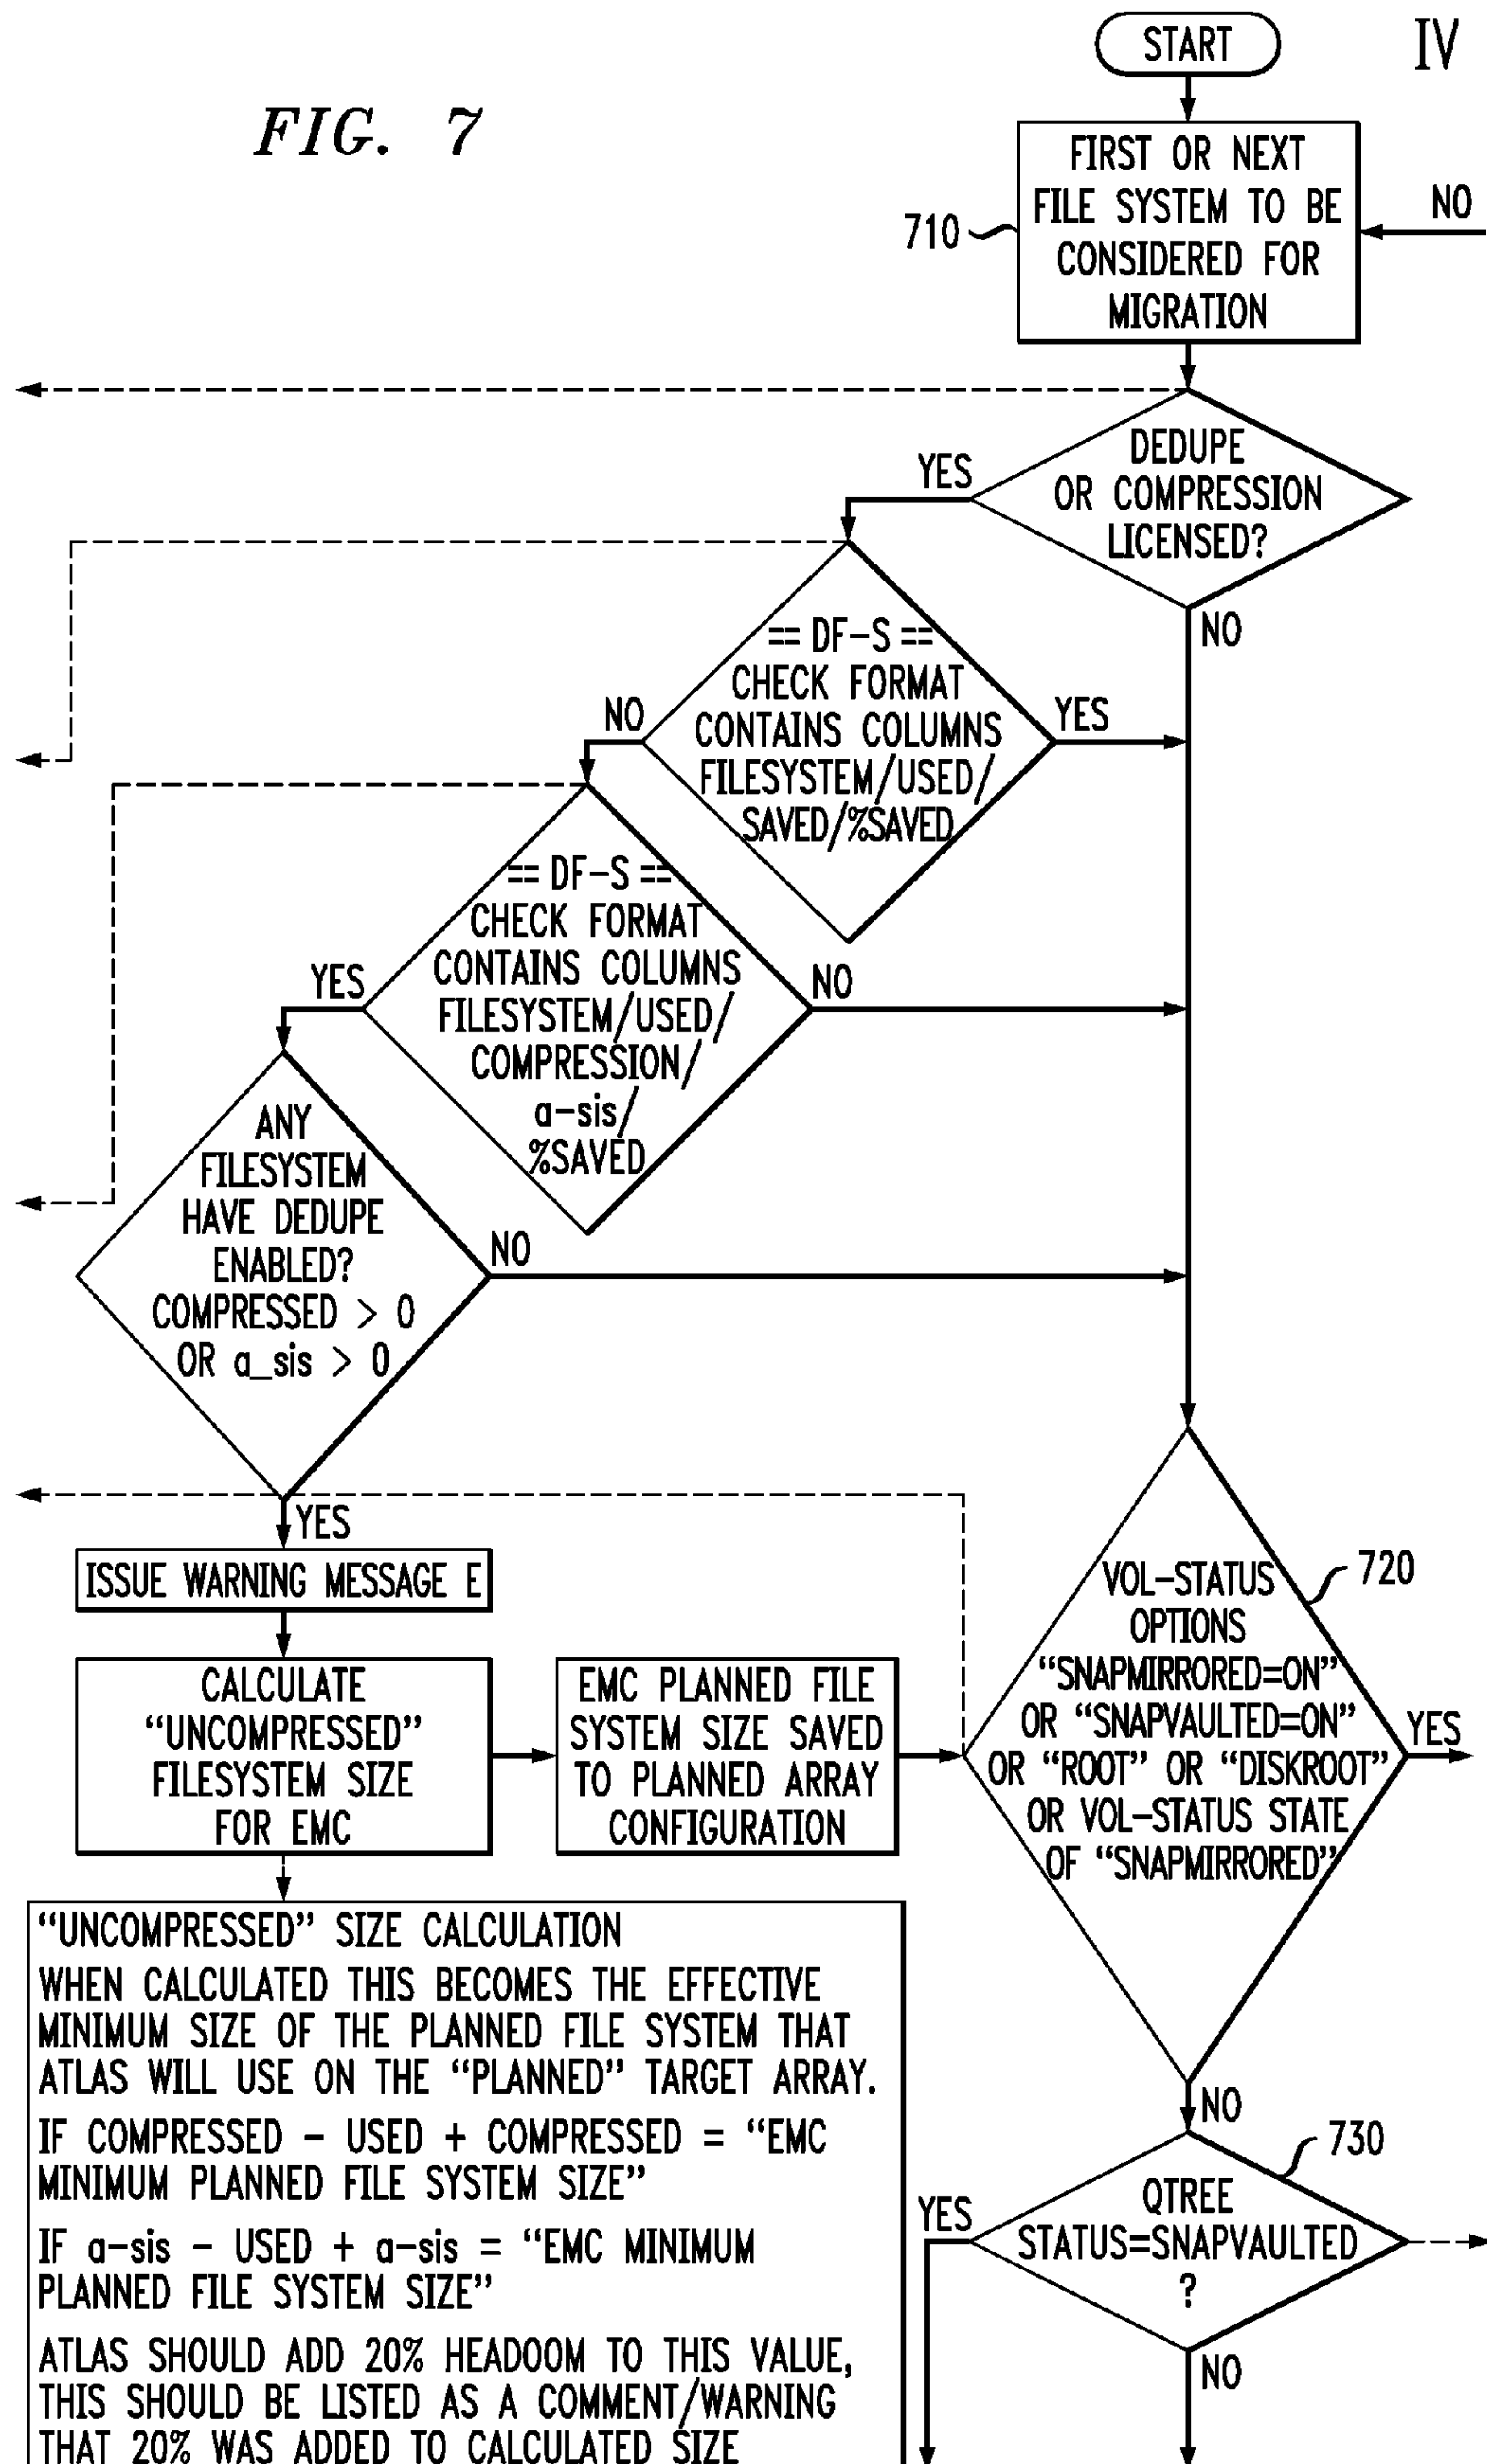 START
IV
FIG. 7
FIRST OR NEXT
FILE SYSTEM TO BE
CONSIDERED FOR
MIGRATION
710
NO
DEDUPE
OR COMPRESSION
LICENSED?
YES
NO
== DF-S ==
CHECK FORMAT
CONTAINS COLUMNS
FILESYSTEM/USED/
SAVED/%SAVED
NO
YES
== DF-S ==
CHECK FORMAT
CONTAINS COLUMNS
FILESYSTEM/USED/
COMPRESSION/
a-sis/
%SAVED
YES
NO
ANY
FILESYSTEM
HAVE DEDUPE
ENABLED?
COMPRESSED > 0
OR a_sis > 0
NO
YES
ISSUE WARNING MESSAGE E
CALCULATE
“UNCOMPRESSED”
FILESYSTEM SIZE
FOR EMC
EMC PLANNED FILE
SYSTEM SIZE SAVED
TO PLANNED ARRAY
CONFIGURATION
VOL-STATUS
OPTIONS
“SNAPMIRRORED=ON”
OR “SNAPVAULTED=ON”
OR “ROOT” OR “DISKROOT”
OR VOL-STATUS STATE
OF “SNAPMIRRORED”
720
YES
NO
“UNCOMPRESSED” SIZE CALCULATION
WHEN CALCULATED THIS BECOMES THE EFFECTIVE
MINIMUM SIZE OF THE PLANNED FILE SYSTEM THAT
ATLAS WILL USE ON THE “PLANNED” TARGET ARRAY.
IF COMPRESSED - USED + COMPRESSED = “EMC
MINIMUM PLANNED FILE SYSTEM SIZE”
IF a-sis - USED + a-sis = “EMC MINIMUM
PLANNED FILE SYSTEM SIZE”
ATLAS SHOULD ADD 20% HEADOOM TO THIS VALUE,
THIS SHOULD BE LISTED AS A COMMENT/WARNING
THAT 20% WAS ADDED TO CALCULATED SIZE
730
QTREE
STATUS=SNAPVAULTED
?
YES
NO